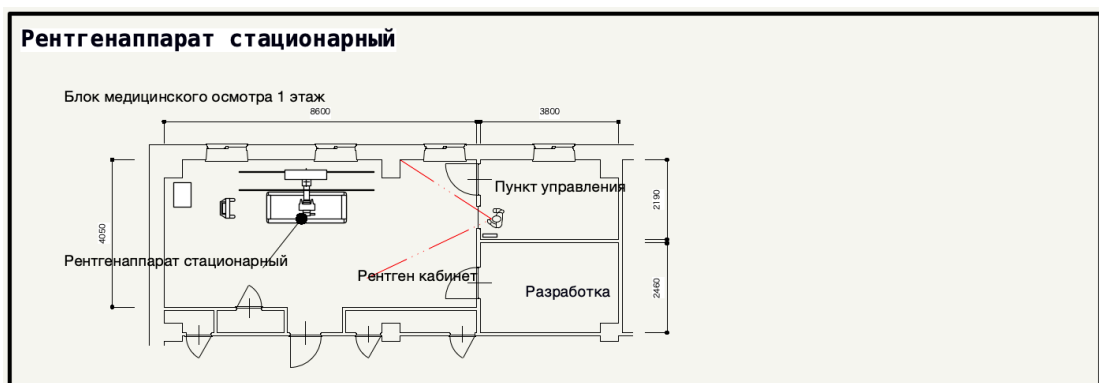 Рентгенаппарат стационарный
Блок медицинского осмотра 1 этаж
8600
3800
Пункт управления
2190
4050
Рентгенаппарат стационарный
Рентген кабинет
Разработка
2460